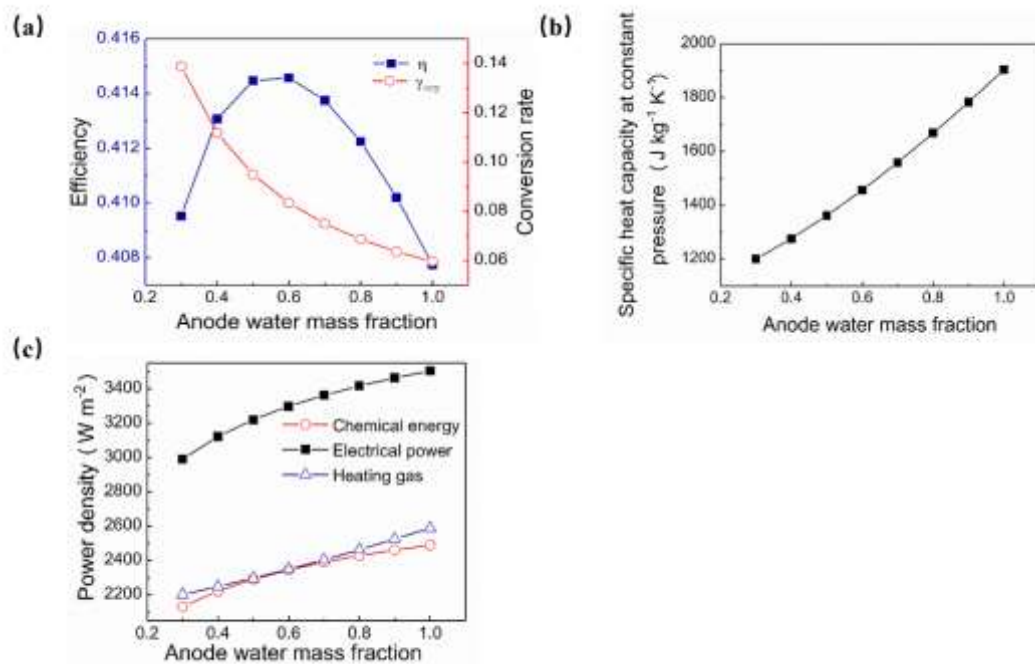 (a)
0.416
0.414
0.412
0.410
0.408
Efficiency
η
0.14
0.12
0.10
0.08
0.06
Conversion rate
0.2 0.4 0.6 0.8 1.0
Anode water mass fraction
(b)
2000
1800
1600
1400
1200
Specific heat capacity at constant
pressure ( J kg⁻¹ K⁻¹)
0.2 0.4 0.6 0.8 1.0
Anode water mass fraction
(c)
3400
3200
3000
2800
2600
2400
2200
Power density ( W m⁻²)
Chemical energy
Electrical power
Heating gas
0.2 0.4 0.6 0.8 1.0
Anode water mass fraction